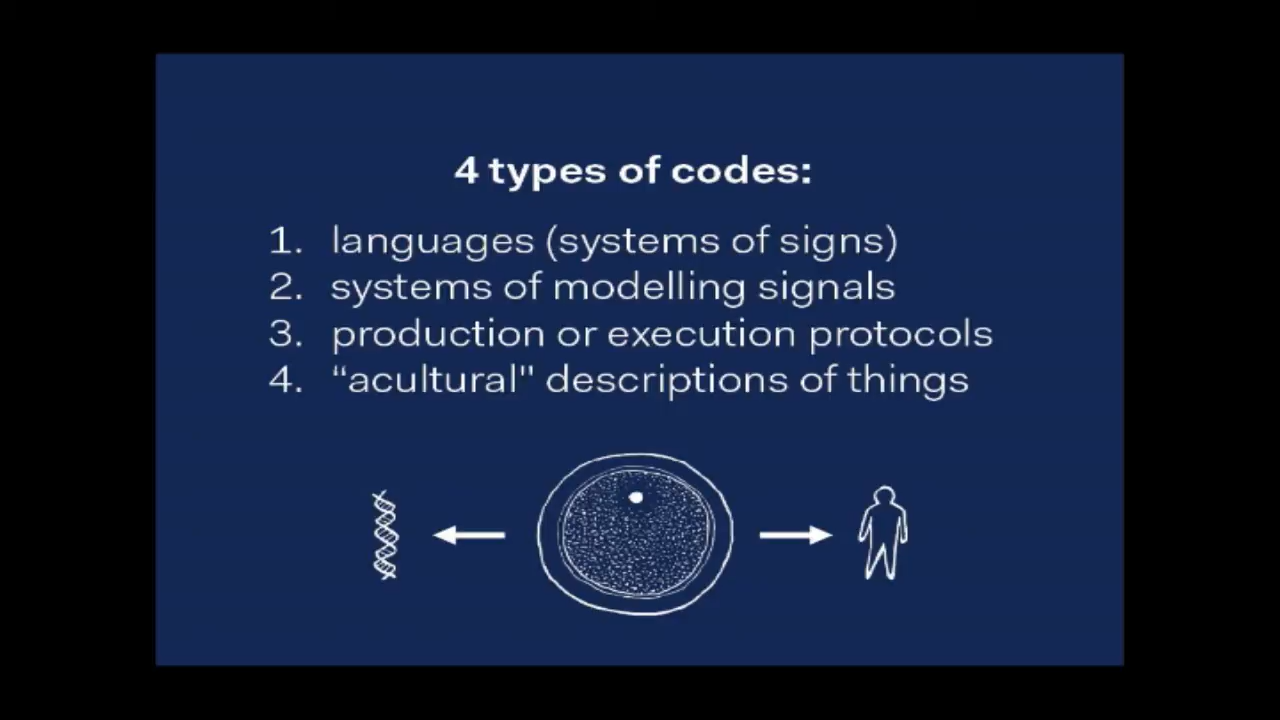 4 types of codes:
1. languages (systems of signs)
2. systems of modelling signals
3. production or execution protocols
4. “acultural" descriptions of things